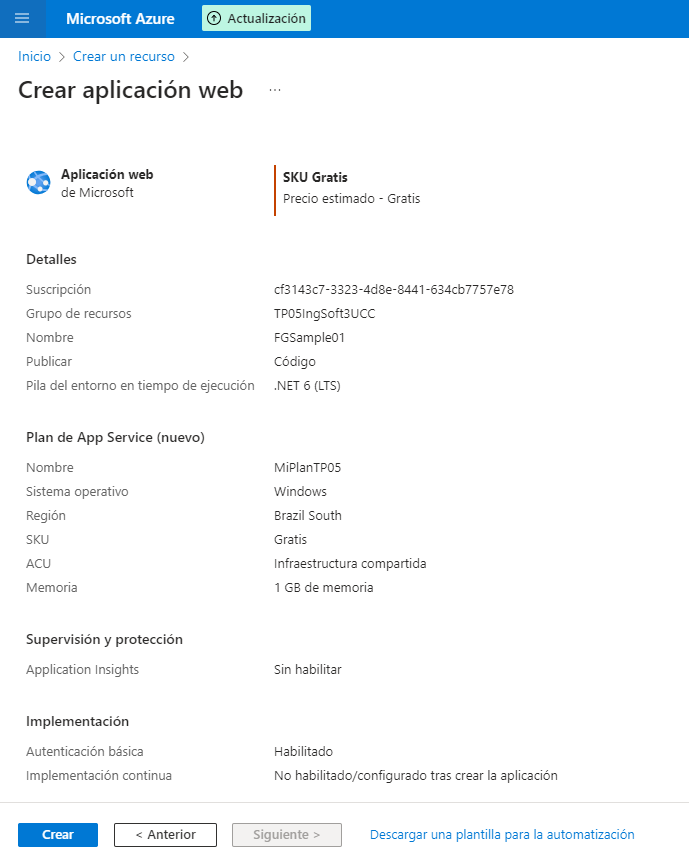 Microsoft Azure
Actualización
Inicio > Crear un recurso >
Crear aplicación web ...
Aplicación web
de Microsoft
SKU Gratis
Precio estimado - Gratis
Detalles
Suscripción cf3143c7-3323-4d8e-8441-634cb7757e78
Grupo de recursos TP05IngSoft3UCC
Nombre FGSample01
Publicar Código
Pila del entorno en tiempo de ejecución .NET 6 (LTS)
Plan de App Service (nuevo)
Nombre MiPlanTP05
Sistema operativo Windows
Región Brazil South
SKU Gratis
ACU Infraestructura compartida
Memoria 1 GB de memoria
Supervisión y protección
Application Insights Sin habilitar
Implementación
Autenticación básica Habilitado
Implementación continua No habilitado/configurado tras crear la aplicación
Crear
< Anterior
Siguiente >
Descargar una plantilla para la automatización